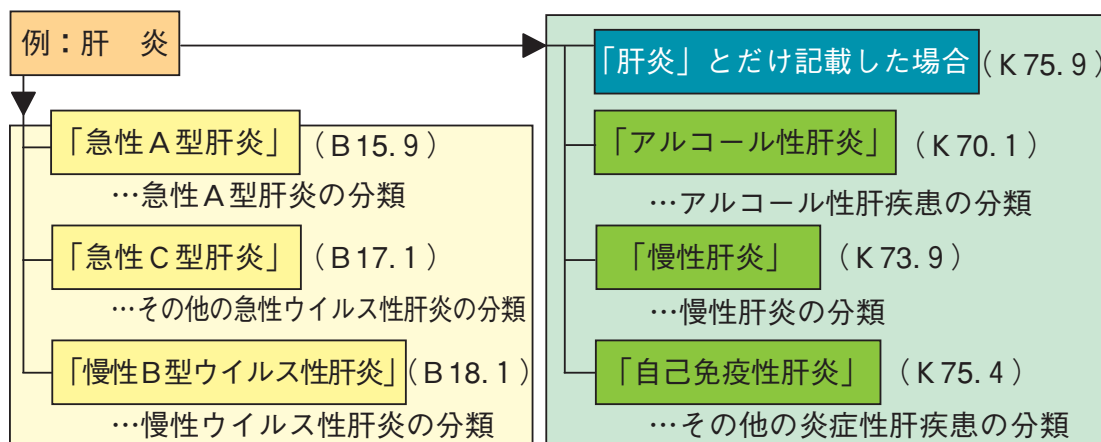 例：肝　炎
「急性Ａ型肝炎」（Ｂ15.９）
…急性Ａ型肝炎の分類
「急性Ｃ型肝炎」（Ｂ17.１）
…その他の急性ウイルス性肝炎の分類
「慢性Ｂ型ウイルス性肝炎」（Ｂ18.１）
…慢性ウイルス性肝炎の分類
「肝炎」とだけ記載した場合（Ｋ75.９）
「アルコール性肝炎」（Ｋ70.１）
…アルコール性肝疾患の分類
「慢性肝炎」（Ｋ73.９）
…慢性肝炎の分類
「自己免疫性肝炎」（Ｋ75.４）
…その他の炎症性肝疾患の分類